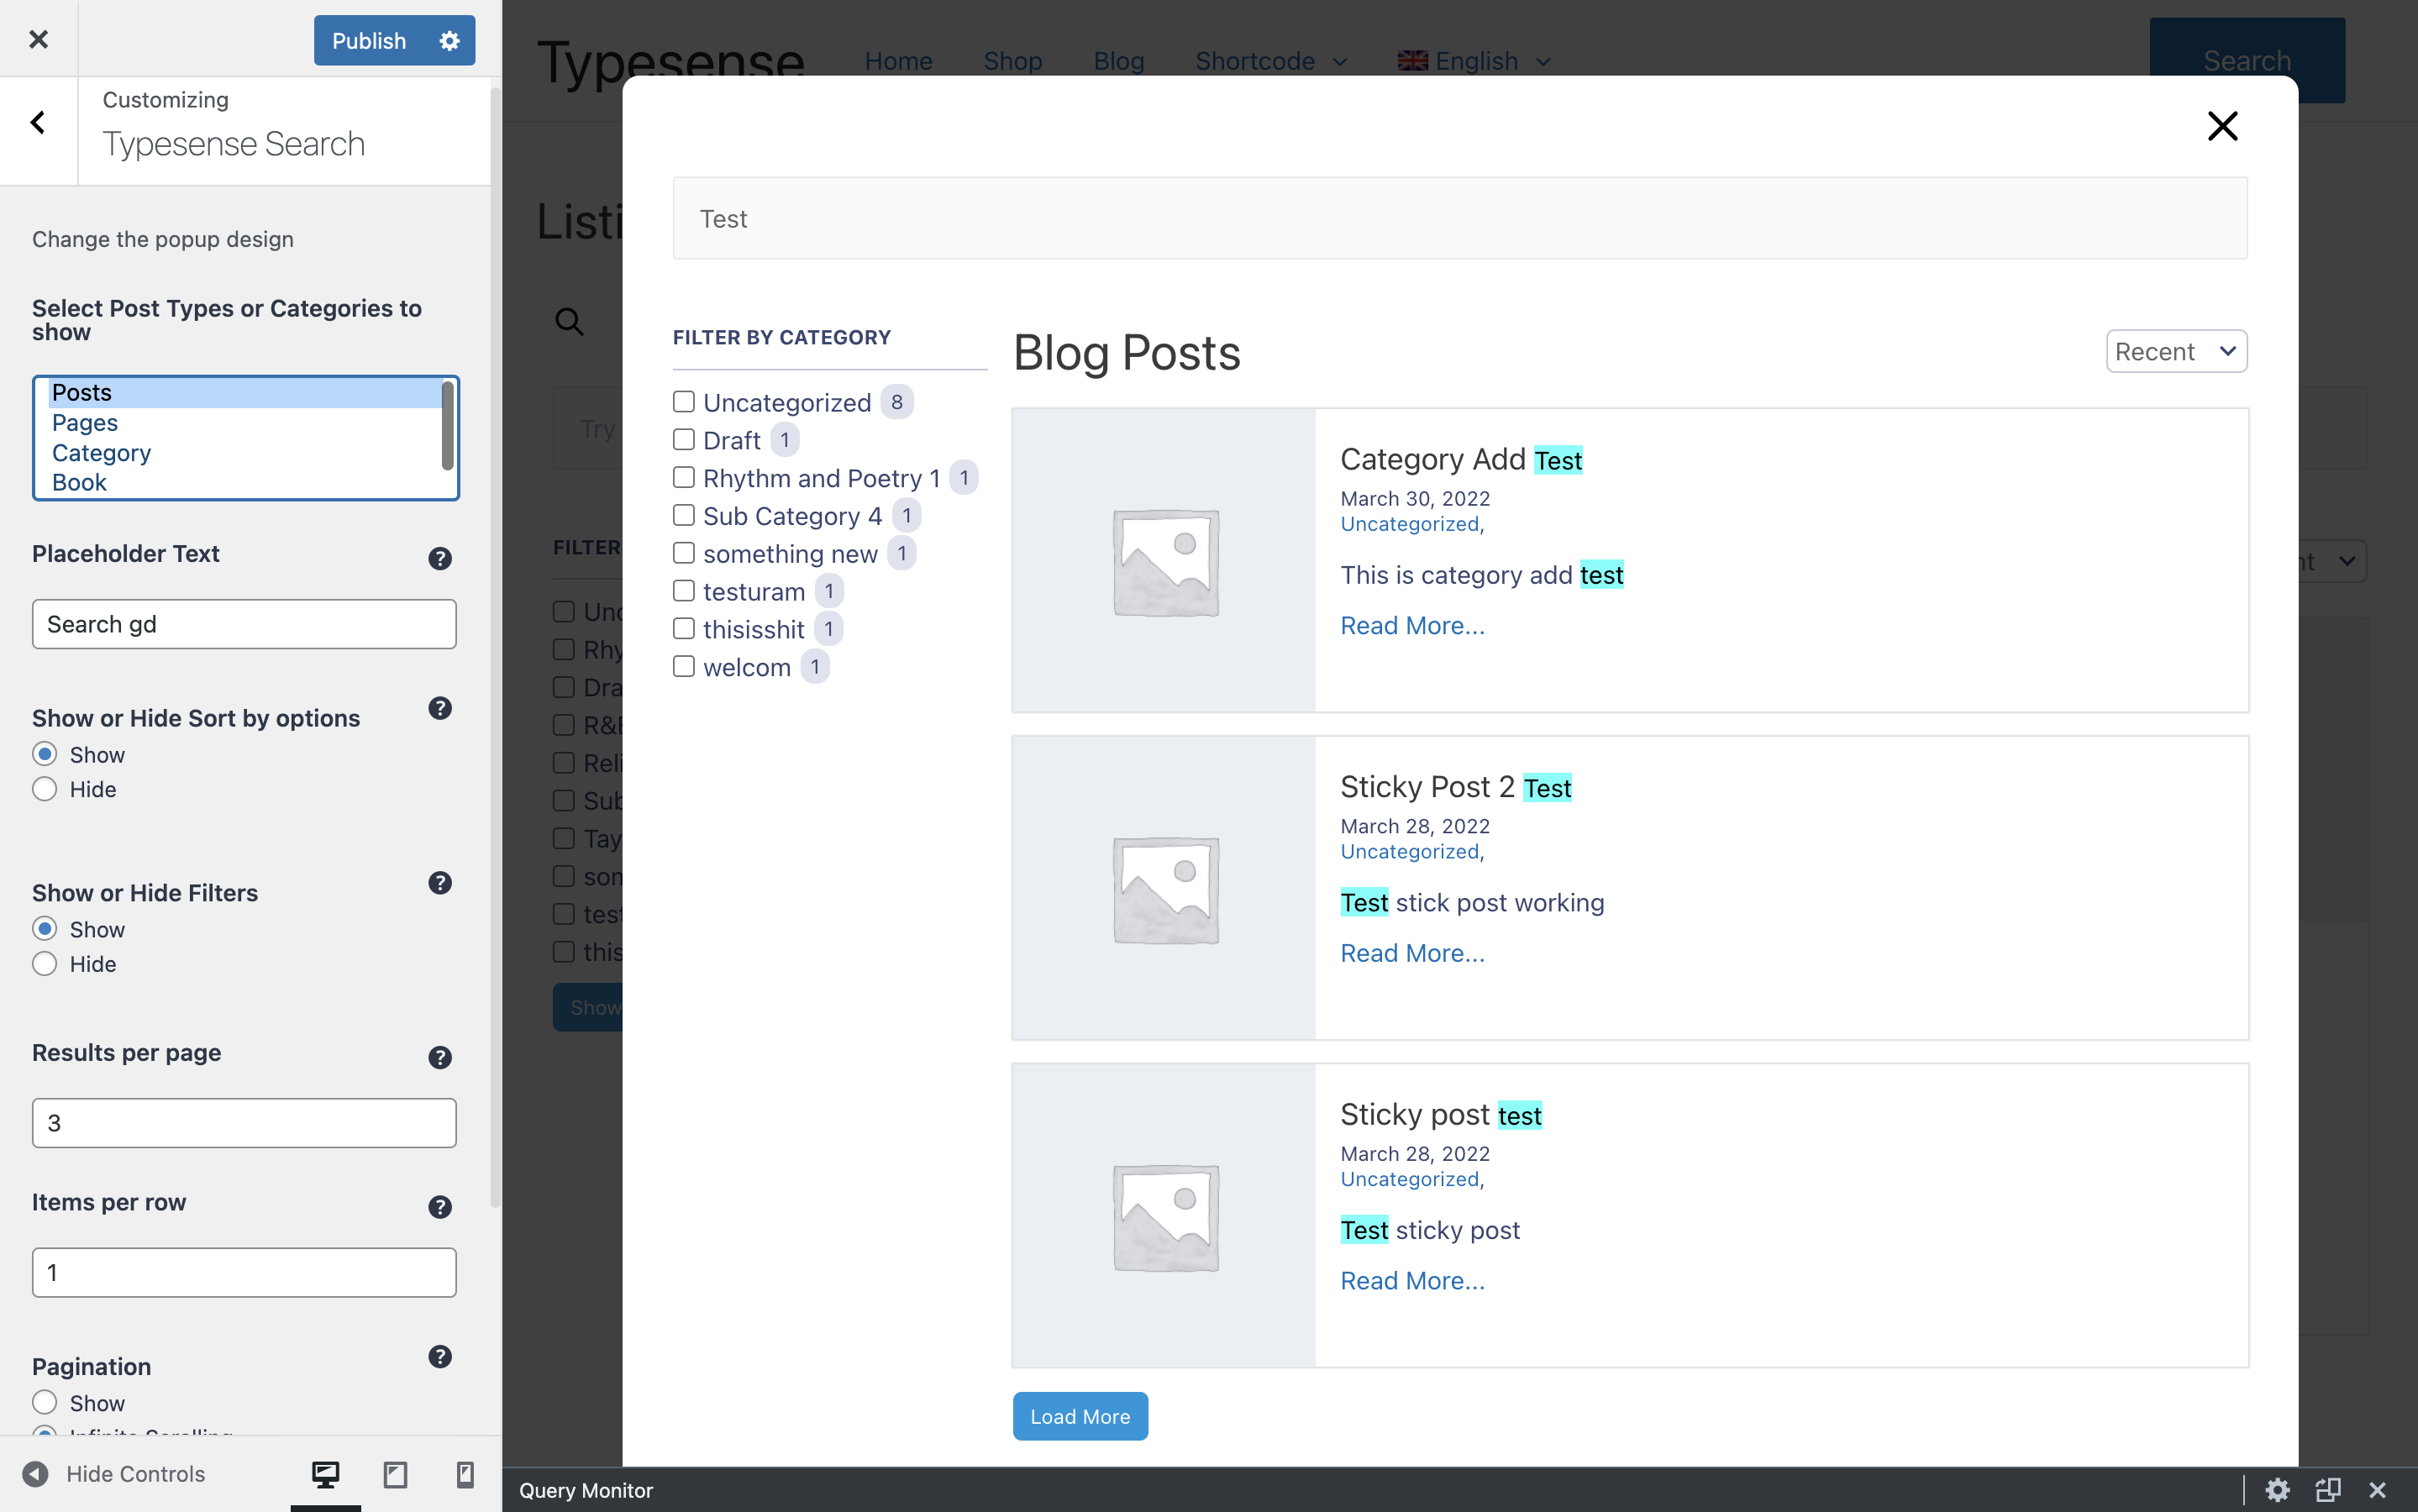 Publish
Customizing
Typesense Search
Change the popup design
Select Post Types or Categories to
show
Posts
Pages
Category
Book
Placeholder Text
Search gd
Show or Hide Sort by options
Show
Hide
Show or Hide Filters
Show
Hide
Results per page
3
Items per row
1
Pagination
Show
Infinite Scrolling
Hide Controls
Typesense
Home
Shop
Blog
Shortcode
English
Search
Listi
Try
FILTER
Unc
Rhy
Dra
R&B
Reli
Sub
Tay
som
test
this
Show
nt
Test
FILTER BY CATEGORY
Uncategorized 8
Draft 1
Rhythm and Poetry 1 1
Sub Category 4 1
something new 1
testuram 1
thisisshit 1
welcom 1
Blog Posts
Recent
Category Add Test
March 30, 2022
Uncategorized,
This is category add test
Read More...
Sticky Post 2 Test
March 28, 2022
Uncategorized,
Test stick post working
Read More...
Sticky post test
March 28, 2022
Uncategorized,
Test sticky post
Read More...
Load More
Query Monitor